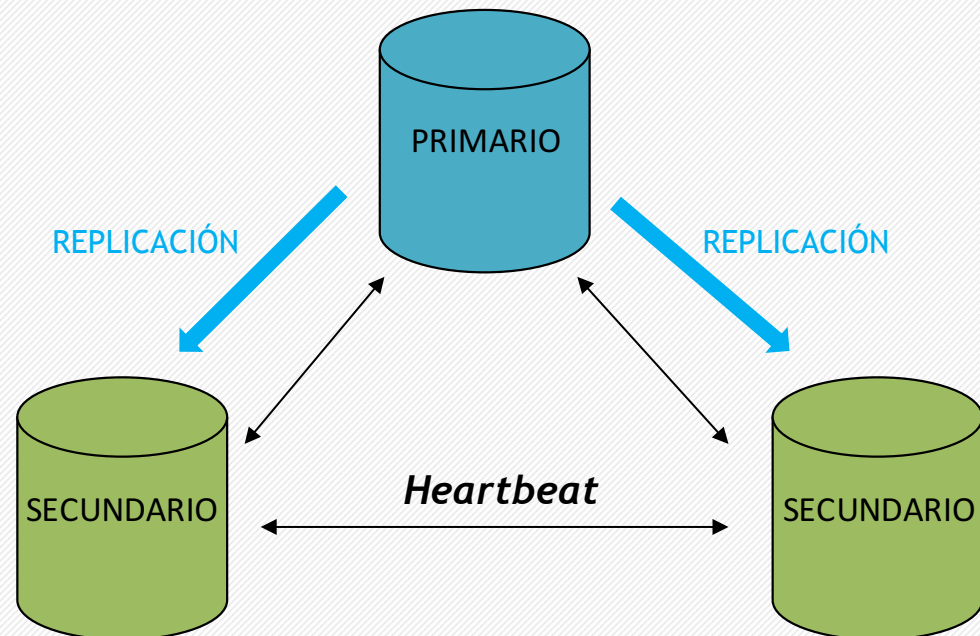 PRIMARIO
REPLICACIÓN
REPLICACIÓN
Heartbeat
SECUNDARIO
SECUNDARIO